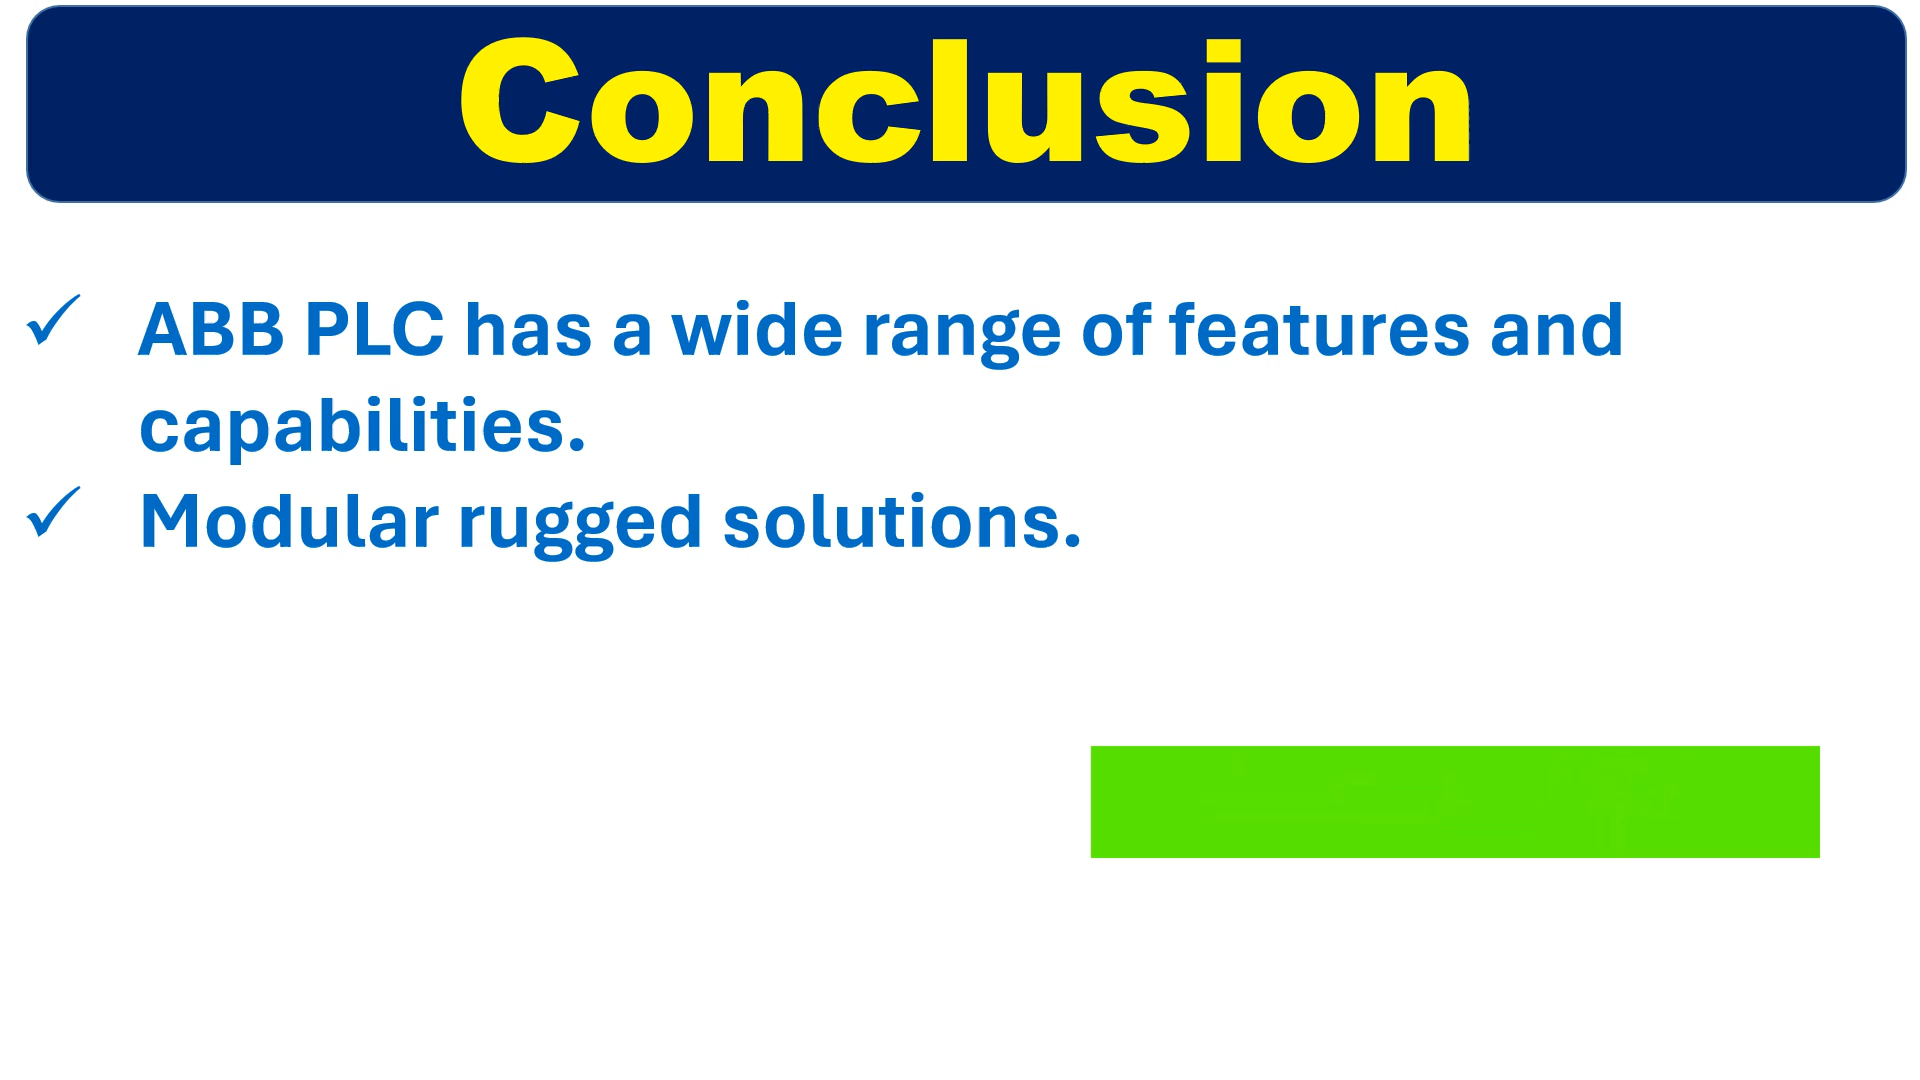 Conclusion
✓ ABB PLC has a wide range of features and
capabilities.
✓ Modular rugged solutions.